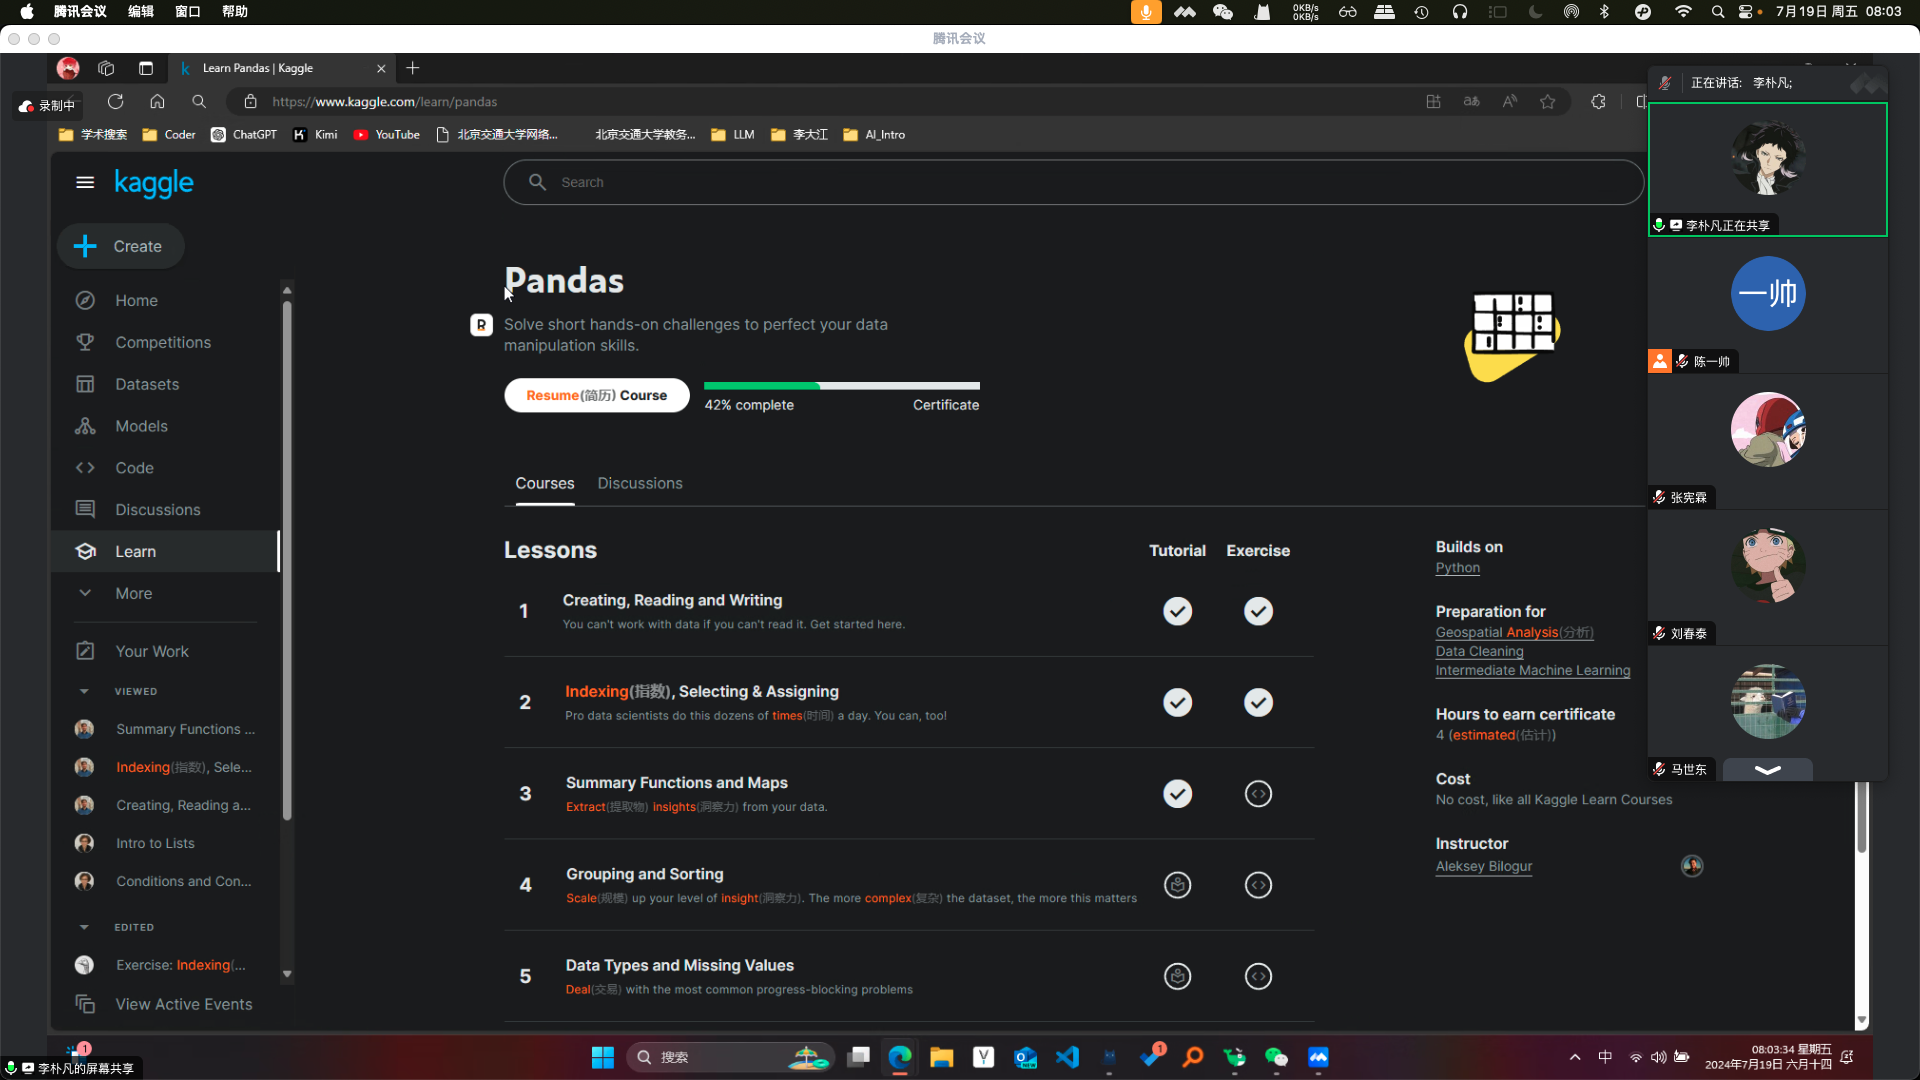 腾讯会议 编辑 窗口 帮助
0KB/s
0KB/s
7月19日 周五 08:03
腾讯会议
Learn Pandas | Kaggle
录制中
https://www.kaggle.com/learn/pandas
学术搜索 Coder ChatGPT Kimi YouTube 北京交通大学网络... 北京交通大学教务... LLM 李大江 AI_Intro
kaggle
Search
Create
Home
Competitions
Datasets
Models
Code
Discussions
Learn
More
Your Work
VIEWED
Summary Functions ...
Indexing(指数), Sele...
Creating, Reading a...
Intro to Lists
Conditions and Con...
EDITED
Exercise: Indexing(...
View Active Events
Pandas
Solve short hands-on challenges to perfect your data
manipulation skills.
Resume(简历) Course
42% complete Certificate
Courses Discussions
Lessons Tutorial Exercise
1 Creating, Reading and Writing
You can't work with data if you can't read it. Get started here.
2 Indexing(指数), Selecting & Assigning
Pro data scientists do this dozens of times(时间) a day. You can, too!
3 Summary Functions and Maps
Extract(提取物) insights(洞察力) from your data.
4 Grouping and Sorting
Scale(规模) up your level of insight(洞察力). The more complex(复杂) the dataset, the more this matters
5 Data Types and Missing Values
Deal(交易) with the most common progress-blocking problems
Builds on
Python
Preparation for
Geospatial Analysis(分析)
Data Cleaning
Intermediate Machine Learning
Hours to earn certificate
4 (estimated(估计))
Cost
No cost, like all Kaggle Learn Courses
Instructor
Aleksey Bilogur
正在讲话: 李朴凡;
李朴凡正在共享
一帅
陈一帅
张宪霖
刘春泰
马世东
1
搜索
1
中
08:03:34 星期五
2024年7月19日 六月十四
李朴凡的屏幕共享